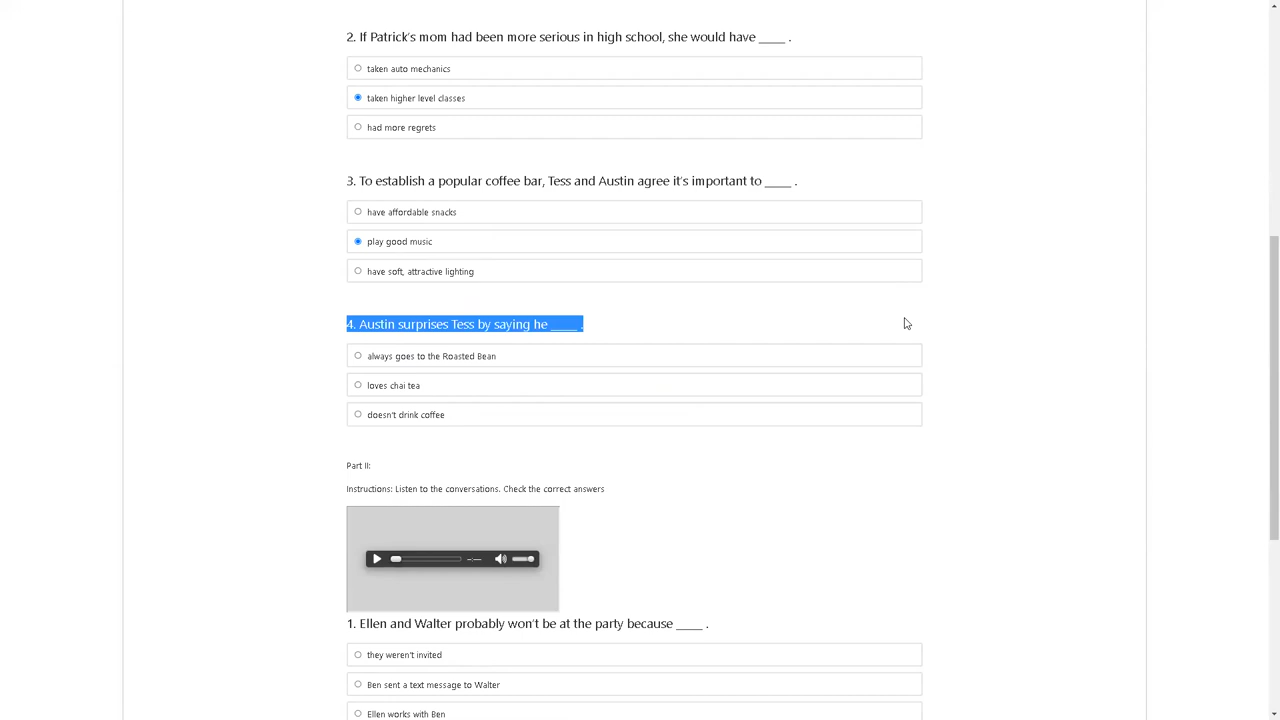 2. If Patrick's mom had been more serious in high school, she would have ____ .
taken auto mechanics
taken higher level classes
had more regrets
3. To establish a popular coffee bar, Tess and Austin agree it's important to ____ .
have affordable snacks
play good music
have soft, attractive lighting
4. Austin surprises Tess by saying he ____ .
always goes to the Roasted Bean
loves chai tea
doesn't drink coffee
Part II:
Instructions: Listen to the conversations. Check the correct answers
--:--
1. Ellen and Walter probably won't be at the party because ____ .
they weren't invited
Ben sent a text message to Walter
Ellen works with Ben